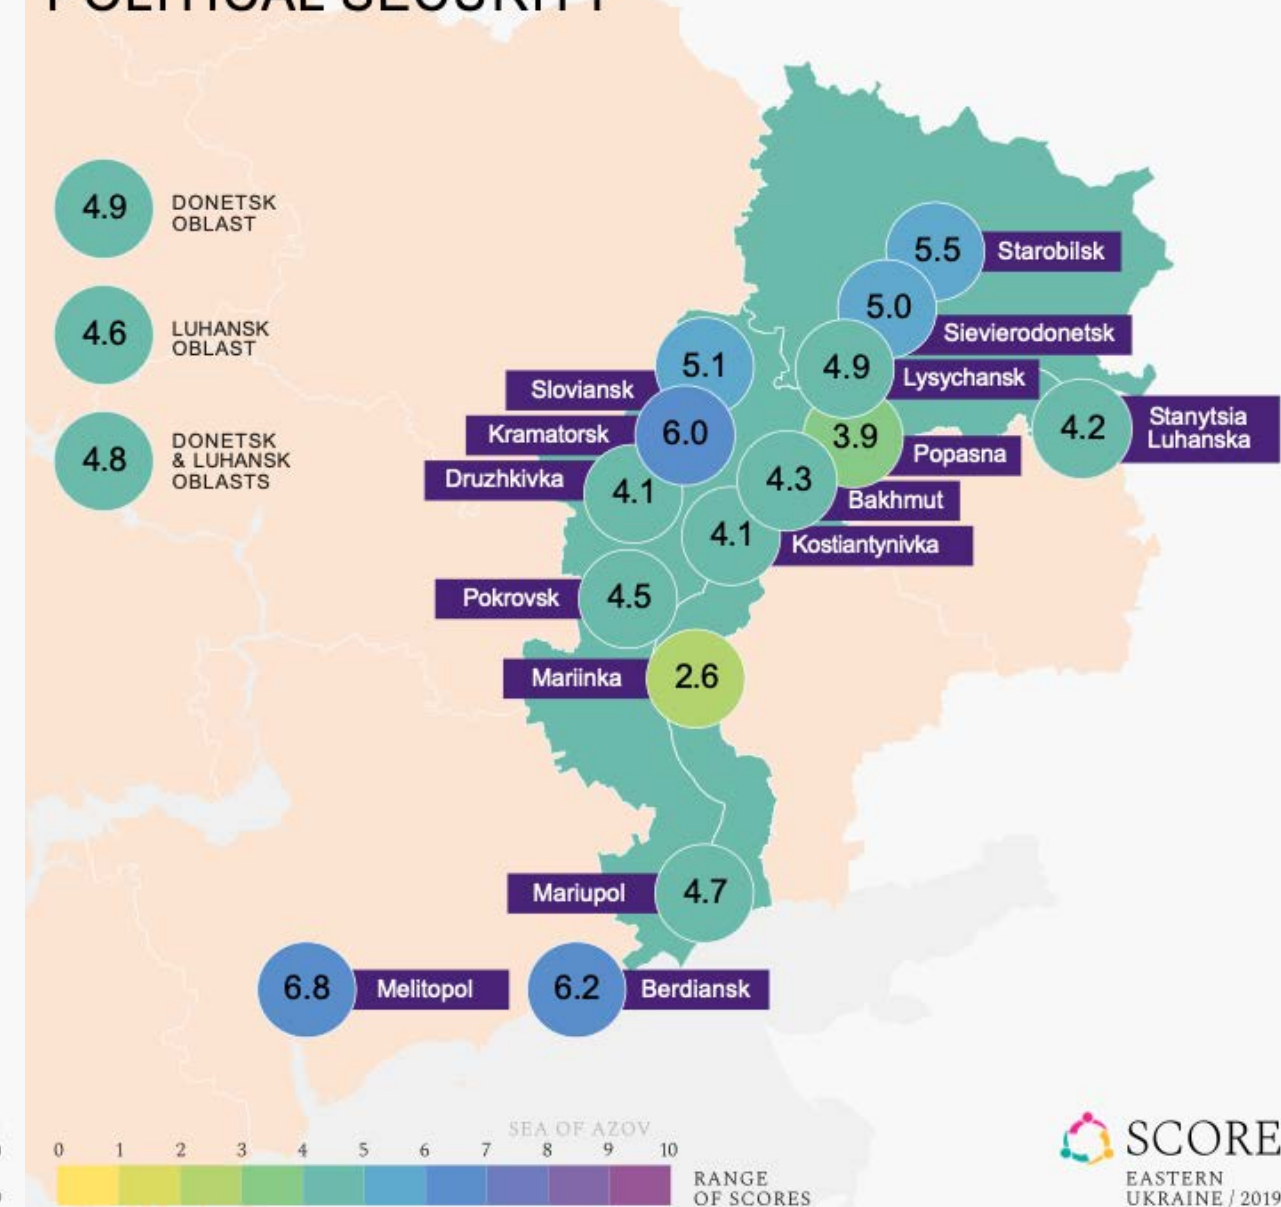 POLITICAL SECURITY
4.9
DONETSK
OBLAST
4.6
LUHANSK
OBLAST
4.8
DONETSK
& LUHANSK
OBLASTS
5.5
Starobilsk
5.0
Sievierodonetsk
5.1
Sloviansk
4.9
Lysychansk
6.0
Kramatorsk
3.9
Popasna
4.2
Stanytsia
Luhanska
Druzhkivka
4.1
4.3
Bakhmut
4.1
Kostiantynivka
Pokrovsk
4.5
Mariinka
2.6
Mariupol
4.7
6.8
Melitopol
6.2
Berdiansk
SEA OF AZOV
0 1 2 3 4 5 6 7 8 9 10
RANGE
OF SCORES
SCORE
EASTERN
UKRAINE / 2019